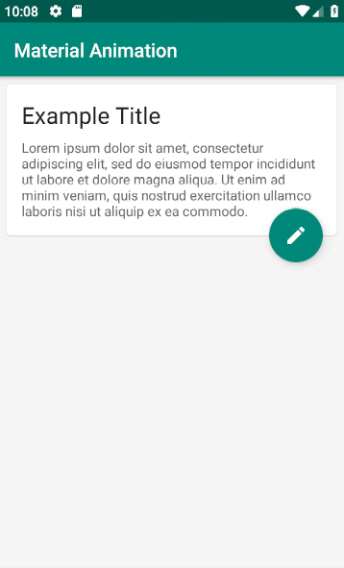 10:08
Material Animation
Example Title
Lorem ipsum dolor sit amet, consectetur
adipiscing elit, sed do eiusmod tempor incididunt
ut labore et dolore magna aliqua. Ut enim ad
minim veniam, quis nostrud exercitation ullamco
laboris nisi ut aliquip ex ea commodo.